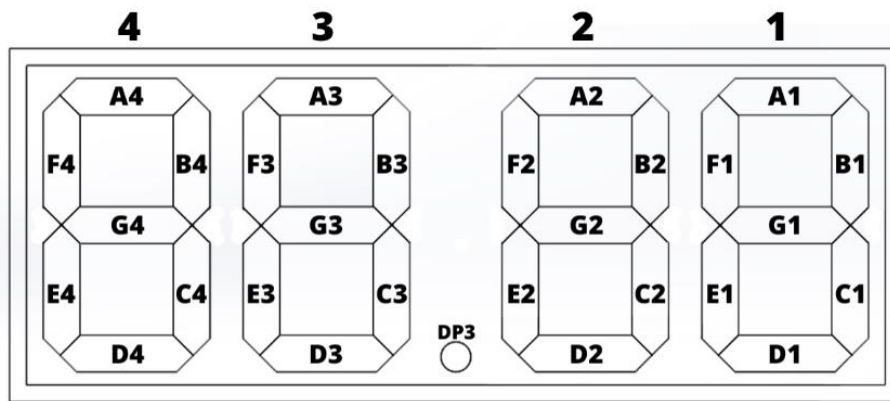 4 3 2 1
A4 A3 A2 A1
F4 B4 F3 B3 F2 B2 F1 B1
G4 G3 G2 G1
E4 C4 E3 C3 E2 C2 E1 C1
DP3
D4 D3 D2 D1